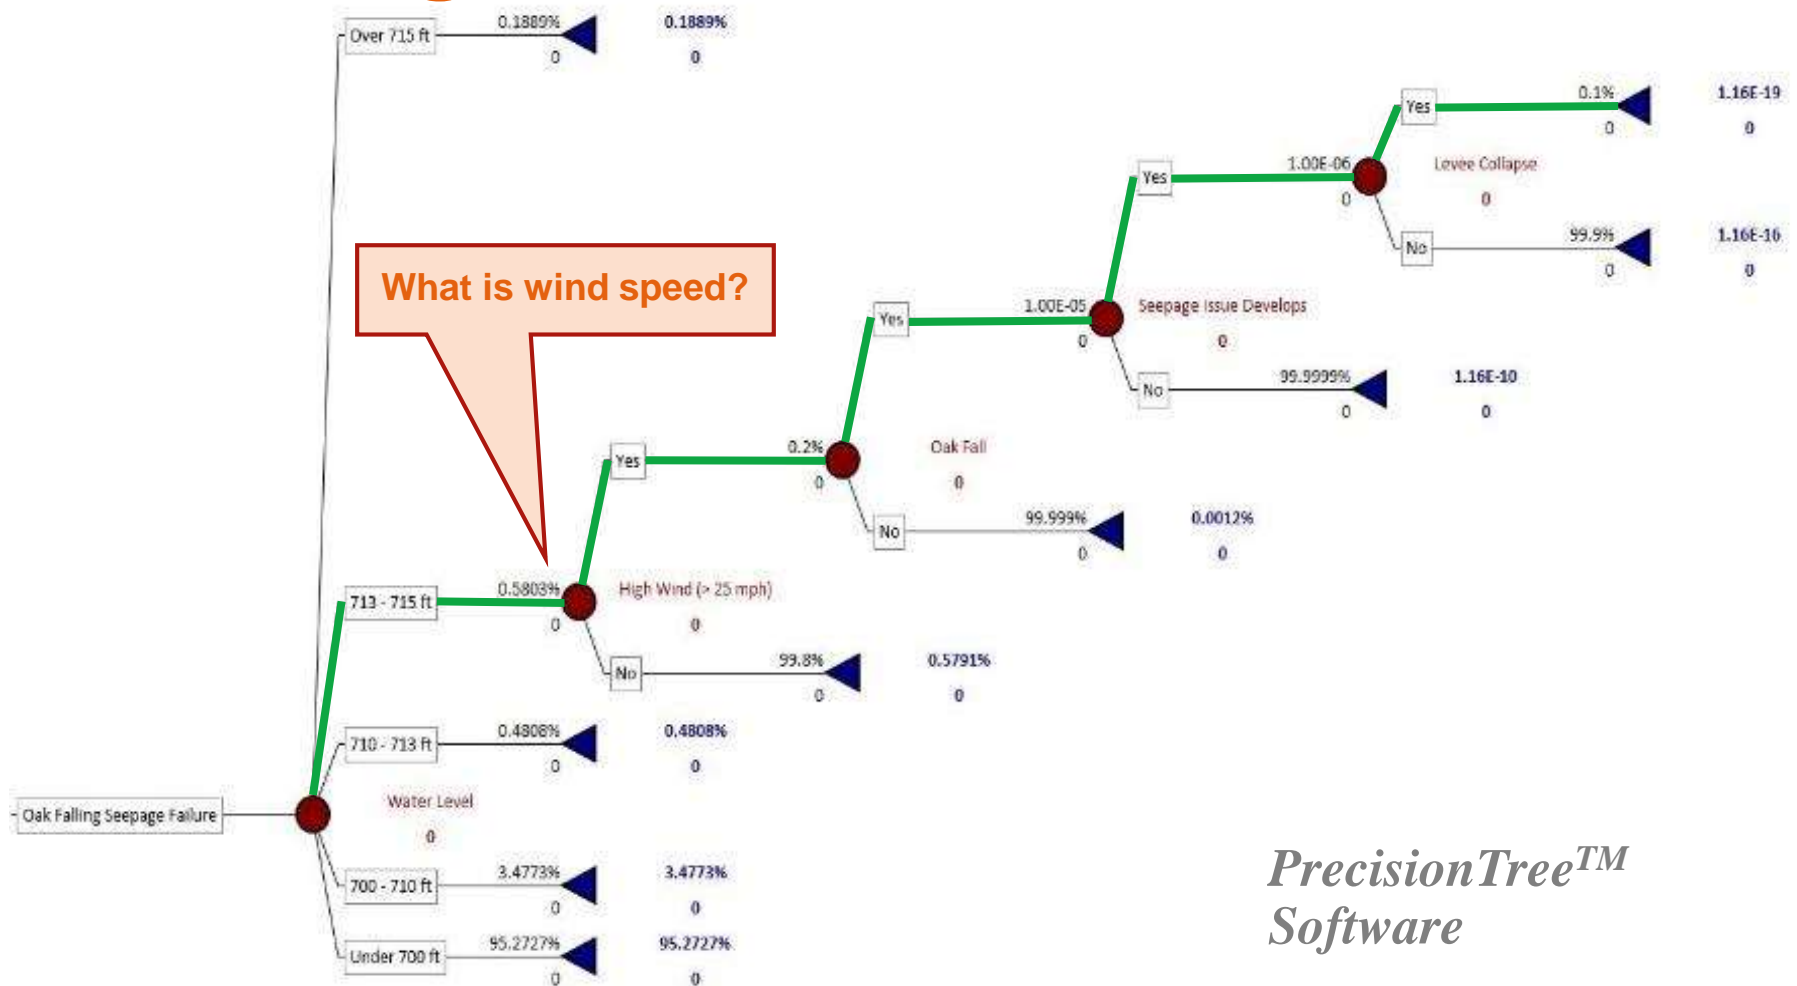 Over 715 ft
0.1889%
0
0.1889%
0
Yes
0.1%
0
1.16E-19
0
Yes
1.00E-06
0
Levee Collapse
0
No
99.9%
0
1.16E-16
0
What is wind speed?
Yes
1.00E-05
0
Seepage Issue Develops
0
No
99.9999%
0
1.16E-10
0
Yes
0.2%
0
Oak Fall
0
No
99.999%
0
0.0012%
0
713 - 715 ft
0.5803%
0
High Wind (> 25 mph)
0
No
99.8%
0
0.5791%
0
710 - 713 ft
0.4808%
0
0.4808%
0
Oak Falling Seepage Failure
Water Level
0
700 - 710 ft
3.4773%
0
3.4773%
0
Under 700 ft
95.2727%
0
95.2727%
0
PrecisionTreeTM
Software